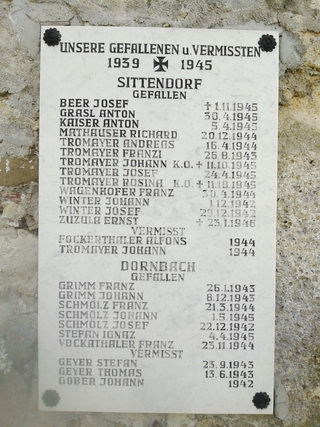 UNSERE GEFALLENEN u. VERMISSTEN
1939 ✠ 1945
SITTENDORF
GEFALLEN
BEER JOSEF † 1.11.1945
GRASL ANTON 30.4.1945
KAISER ANTON 5.4.1945
MATHAUSER RICHARD 20.12.1944
TROMAYER ANDREAS 16.4.1944
TROMAYER FRANZ I 26.8.1943
TROMAYER JOHANN K.O. † 11.10.1945
TROMAYER JOSEF 24.4.1945
TROMAYER ROSINA K.O. † 11.10.1945
WAGENHOFER FRANZ 30.4.1944
WINTER JOHANN 1.12.1942
WINTER JOSEF 29.12.1942
ZUZULA ERNST † 23.1.1946
VERMISST
FOCKERTHALER ALFONS 1944
TROMAYER JOHANN 1944
DORNBACH
GEFALLEN
GRIMM FRANZ 26.1.1943
GRIMM JOHANN 8.12.1943
SCHMÖLZ FRANZ 21.3.1944
SCHMÖLZ JOHANN 1.5.1945
SCHMÖLZ JOSEF 22.12.1942
STEFAN IGNAZ 4.4.1945
VOCKATHALER FRANZ 23.11.1944
VERMISST
GEYER STEFAN 23.9.1943
GEYER THOMAS 13.6.1943
GOBER JOHANN 1942